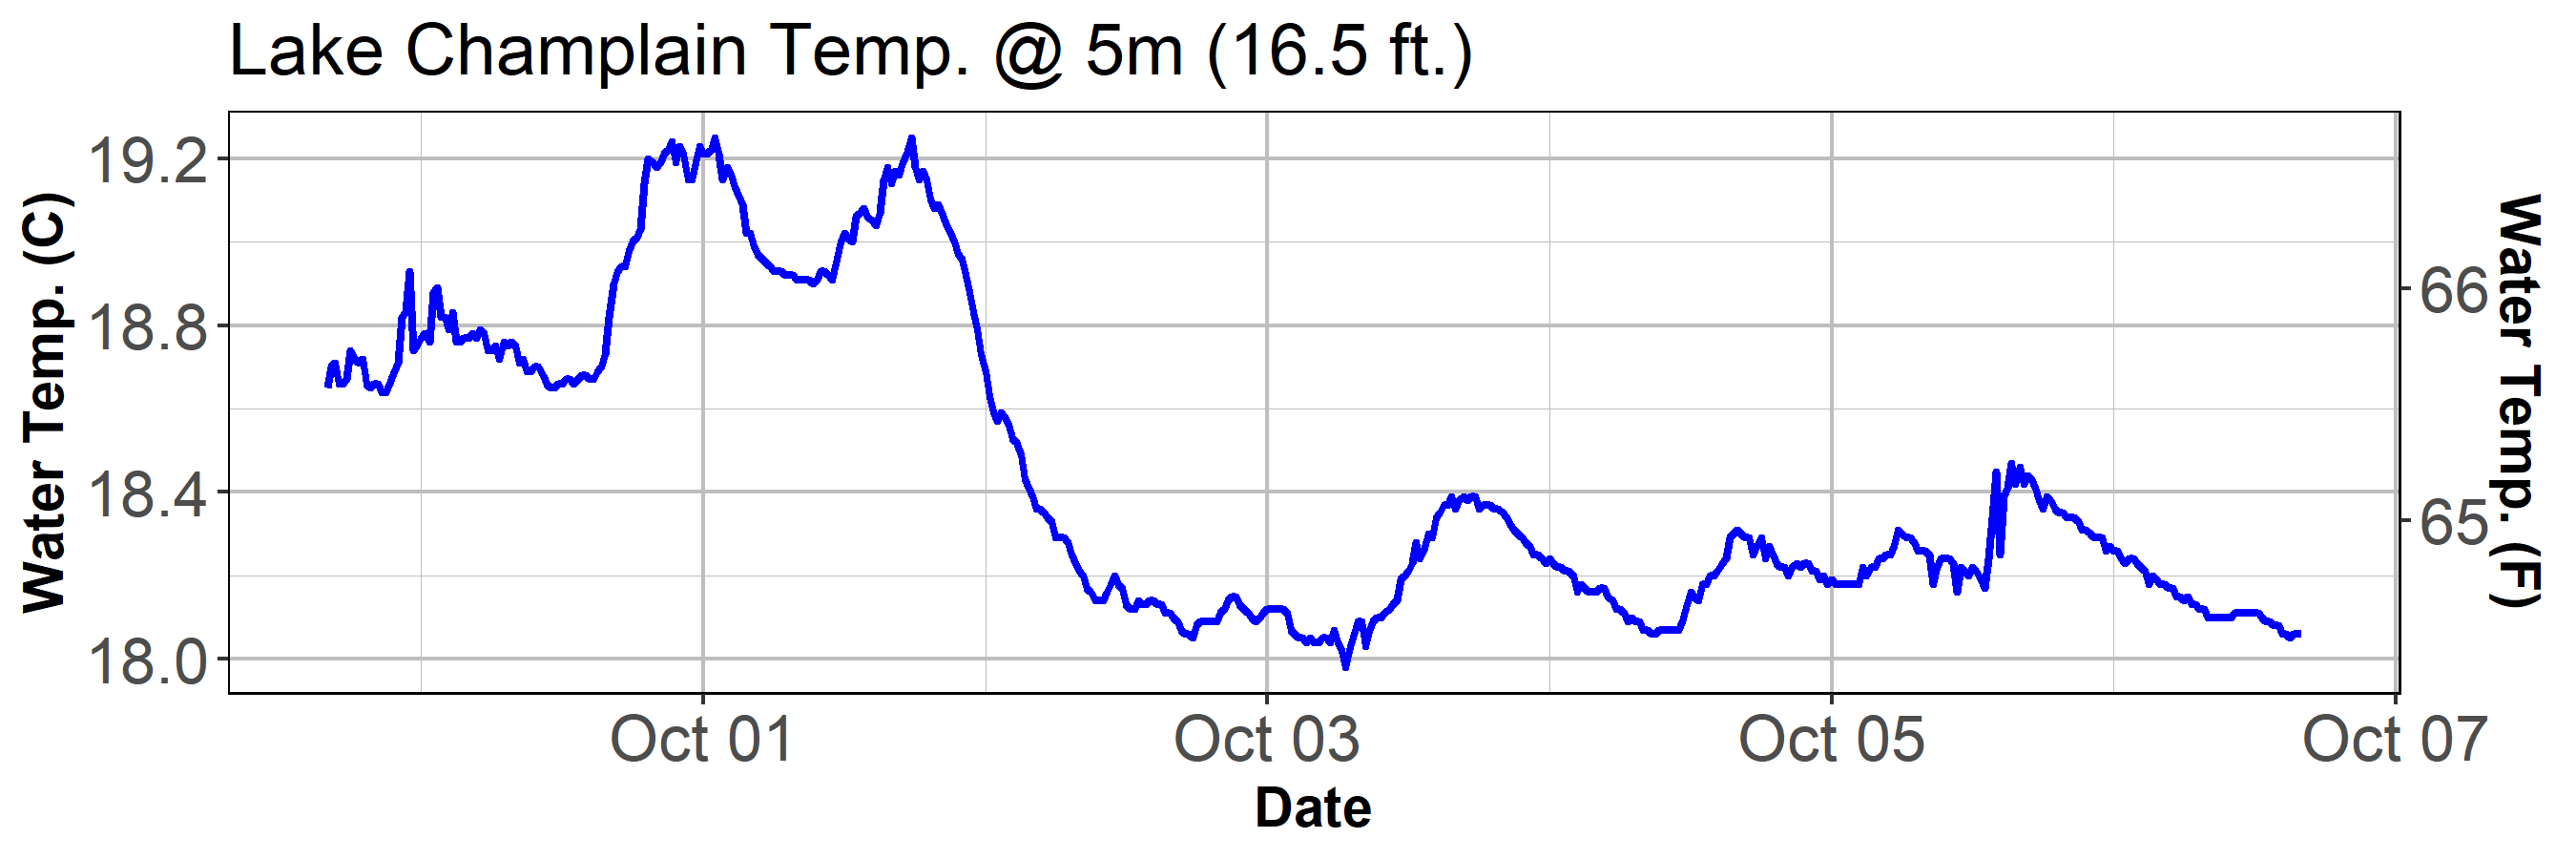 Lake Champlain Temp. @ 5m (16.5 ft.)
Water Temp. (C)
19.2
18.8
18.4
18.0
66
65
Water Temp. (F)
Oct 01
Oct 03
Oct 05
Oct 07
Date